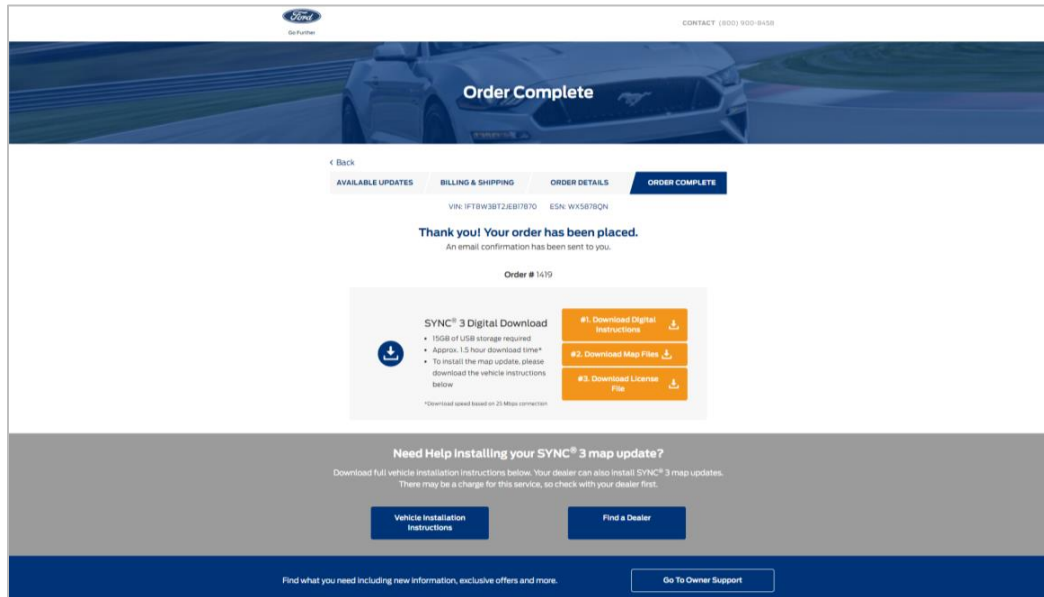 Ford
Go Further
CONTACT (800) 900-8458
Order Complete
< Back
AVAILABLE UPDATES
BILLING & SHIPPING
ORDER DETAILS
ORDER COMPLETE
VIN: 1FT8W3BT2JEB17870 ESN: WX5878QN
Thank you! Your order has been placed.
An email confirmation has been sent to you.
Order # 1419
SYNC® 3 Digital Download
• 15GB of USB storage required
• Approx. 1.5 hour download time*
• To install the map update, please
download the vehicle instructions
below
*Download speed based on 25 Mbps connection
#1. Download Digital
Instructions
#2. Download Map Files
#3. Download License
File
Need Help installing your SYNC® 3 map update?
Download full vehicle installation instructions below. Your dealer can also install SYNC® 3 map updates.
There may be a charge for this service, so check with your dealer first.
Vehicle Installation
Instructions
Find a Dealer
Find what you need including new information, exclusive offers and more.
Go To Owner Support